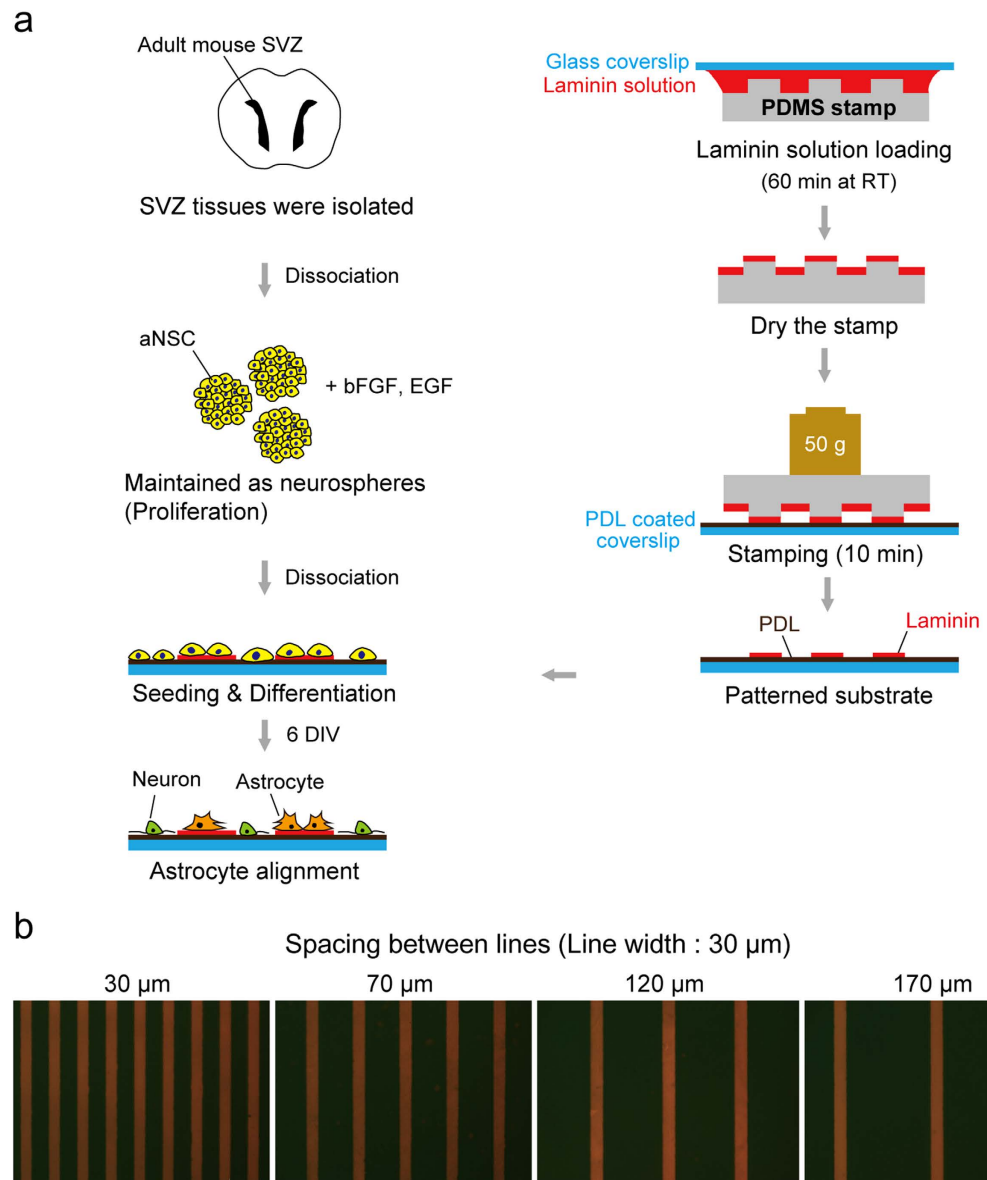 a
Adult mouse SVZ
SVZ tissues were isolated
Dissociation
aNSC
+ bFGF, EGF
Maintained as neurospheres
(Proliferation)
Dissociation
Seeding & Differentiation
6 DIV
Neuron
Astrocyte
Astrocyte alignment
Glass coverslip
Laminin solution
PDMS stamp
Laminin solution loading
(60 min at RT)
Dry the stamp
50 g
PDL coated
coverslip
Stamping (10 min)
PDL
Laminin
Patterned substrate
b
Spacing between lines (Line width : 30 μm)
30 μm
70 μm
120 μm
170 μm